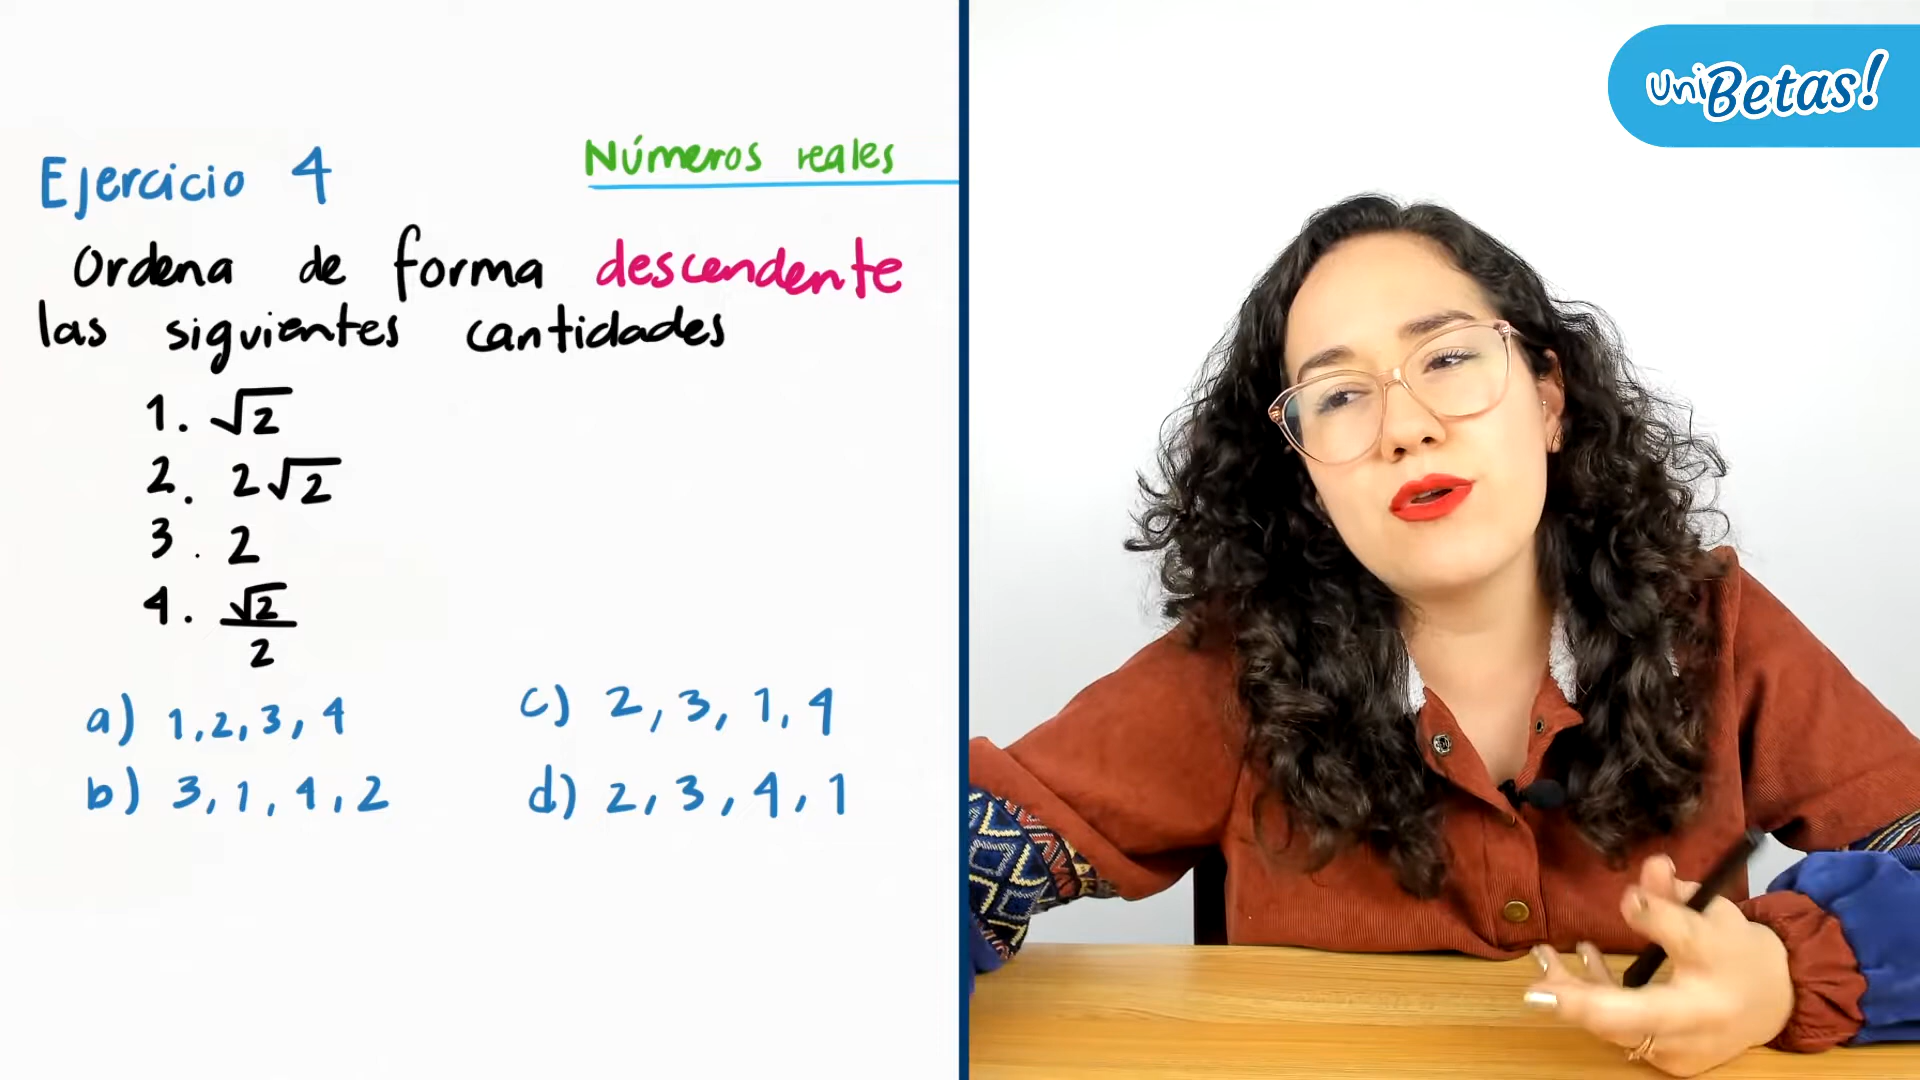 Ejercicio 4
Números reales
Ordena de forma descendente
las siguientes cantidades
1. √2
2. 2√2
3. 2
4. √2/2
a) 1,2,3,4
b) 3,1,4,2
c) 2,3,1,4
d) 2,3,4,1
uniBetas!